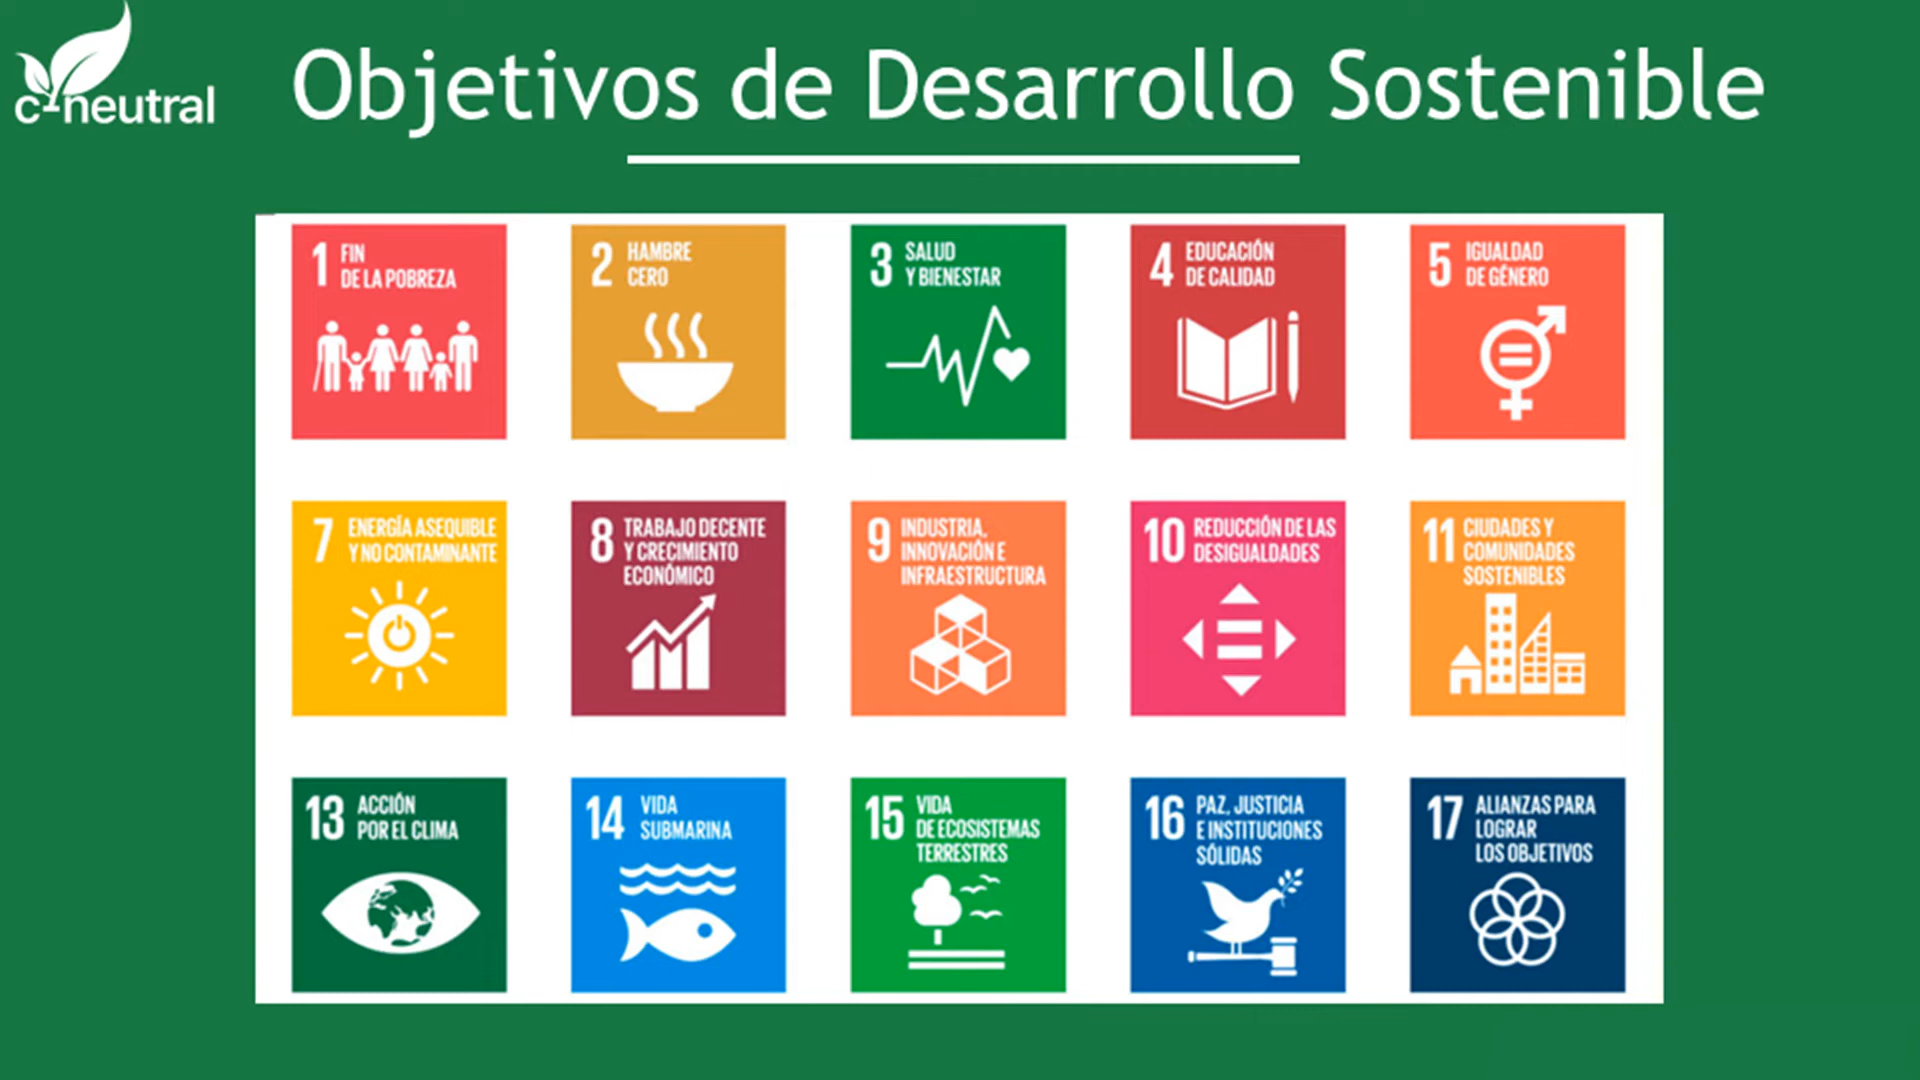 c-neutral
Objetivos de Desarrollo Sostenible
1 FIN
DE LA POBREZA
2 HAMBRE
CERO
3 SALUD
Y BIENESTAR
4 EDUCACIÓN
DE CALIDAD
5 IGUALDAD
DE GÉNERO
7 ENERGÍA ASEQUIBLE
Y NO CONTAMINANTE
8 TRABAJO DECENTE
Y CRECIMIENTO
ECONÓMICO
9 INDUSTRIA,
INNOVACIÓN E
INFRAESTRUCTURA
10 REDUCCIÓN DE LAS
DESIGUALDADES
11 CIUDADES Y
COMUNIDADES
SOSTENIBLES
13 ACCIÓN
POR EL CLIMA
14 VIDA
SUBMARINA
15 VIDA
DE ECOSISTEMAS
TERRESTRES
16 PAZ, JUSTICIA
E INSTITUCIONES
SÓLIDAS
17 ALIANZAS PARA
LOGRAR
LOS OBJETIVOS